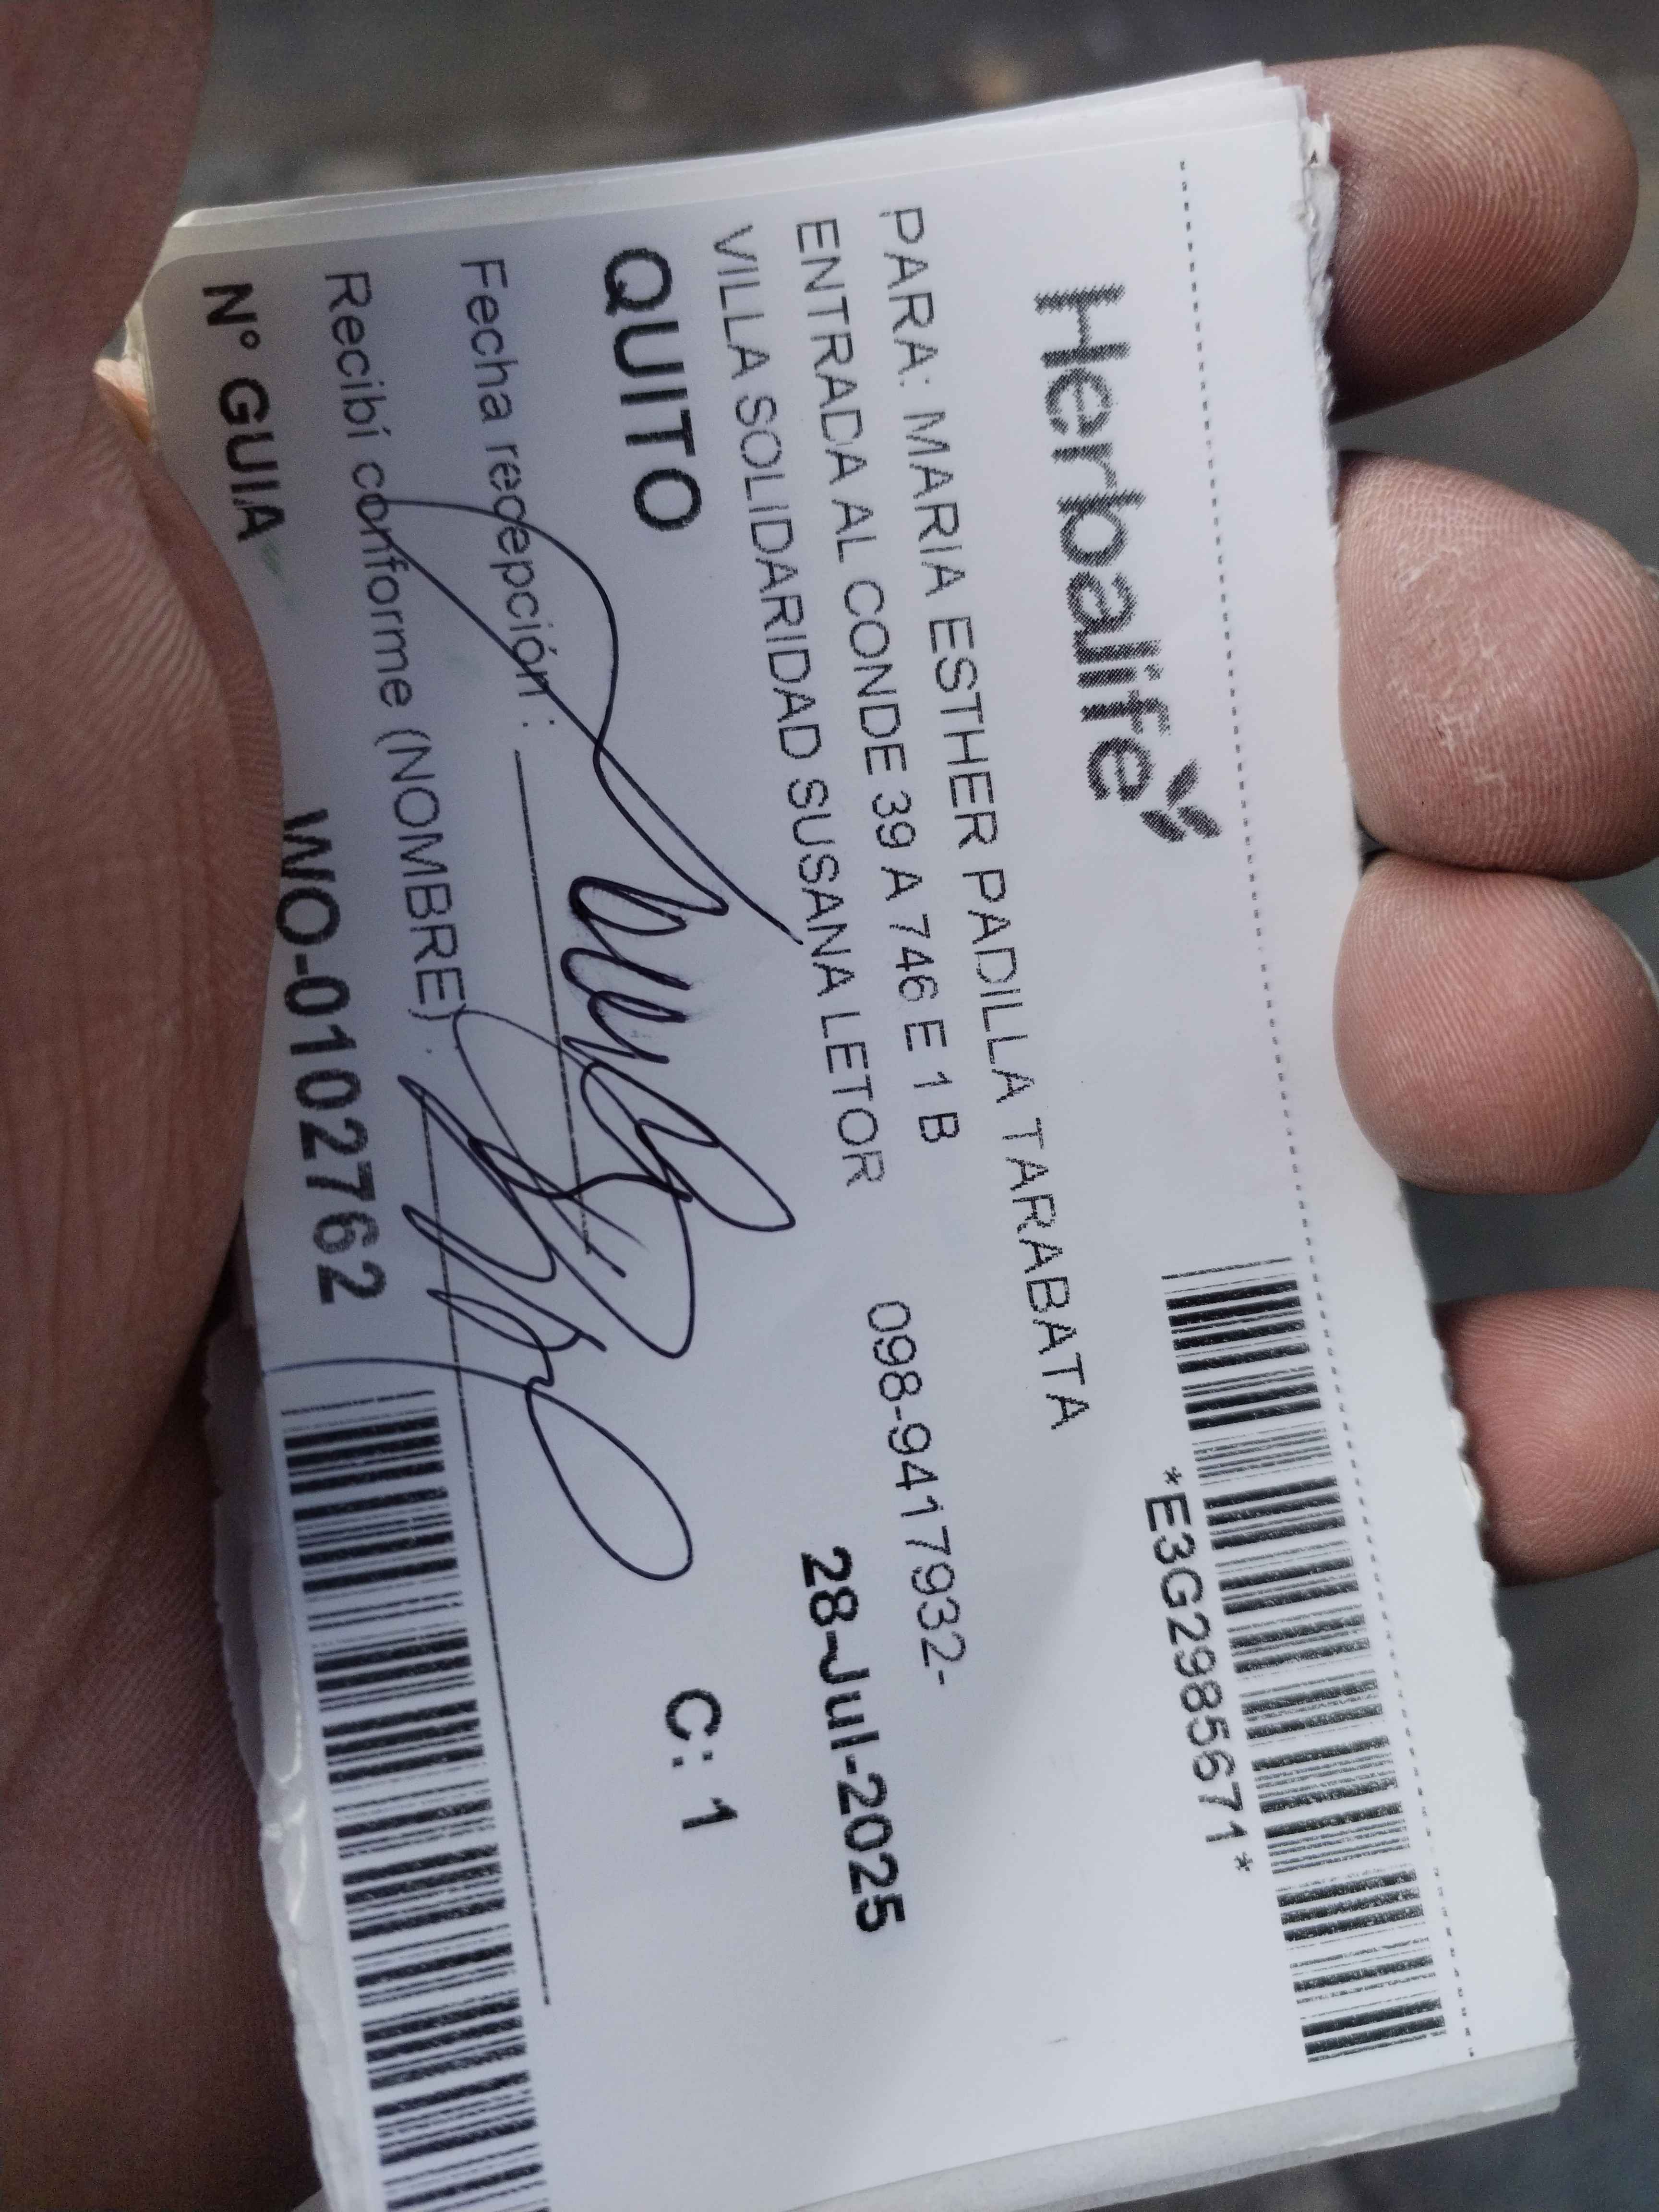 Herbalife
*E3G2985671*
PARA: MARIA ESTHER PADILLA TARABATA
ENTRADA AL CONDE 39 A 746 E 1 B 098-9417932-
VILLA SOLIDARIDAD SUSANA LETOR
28-Jul-2025
QUITO C: 1
Fecha recepción :
Recibí conforme (NOMBRE) :
N° GUIA WO-0102762